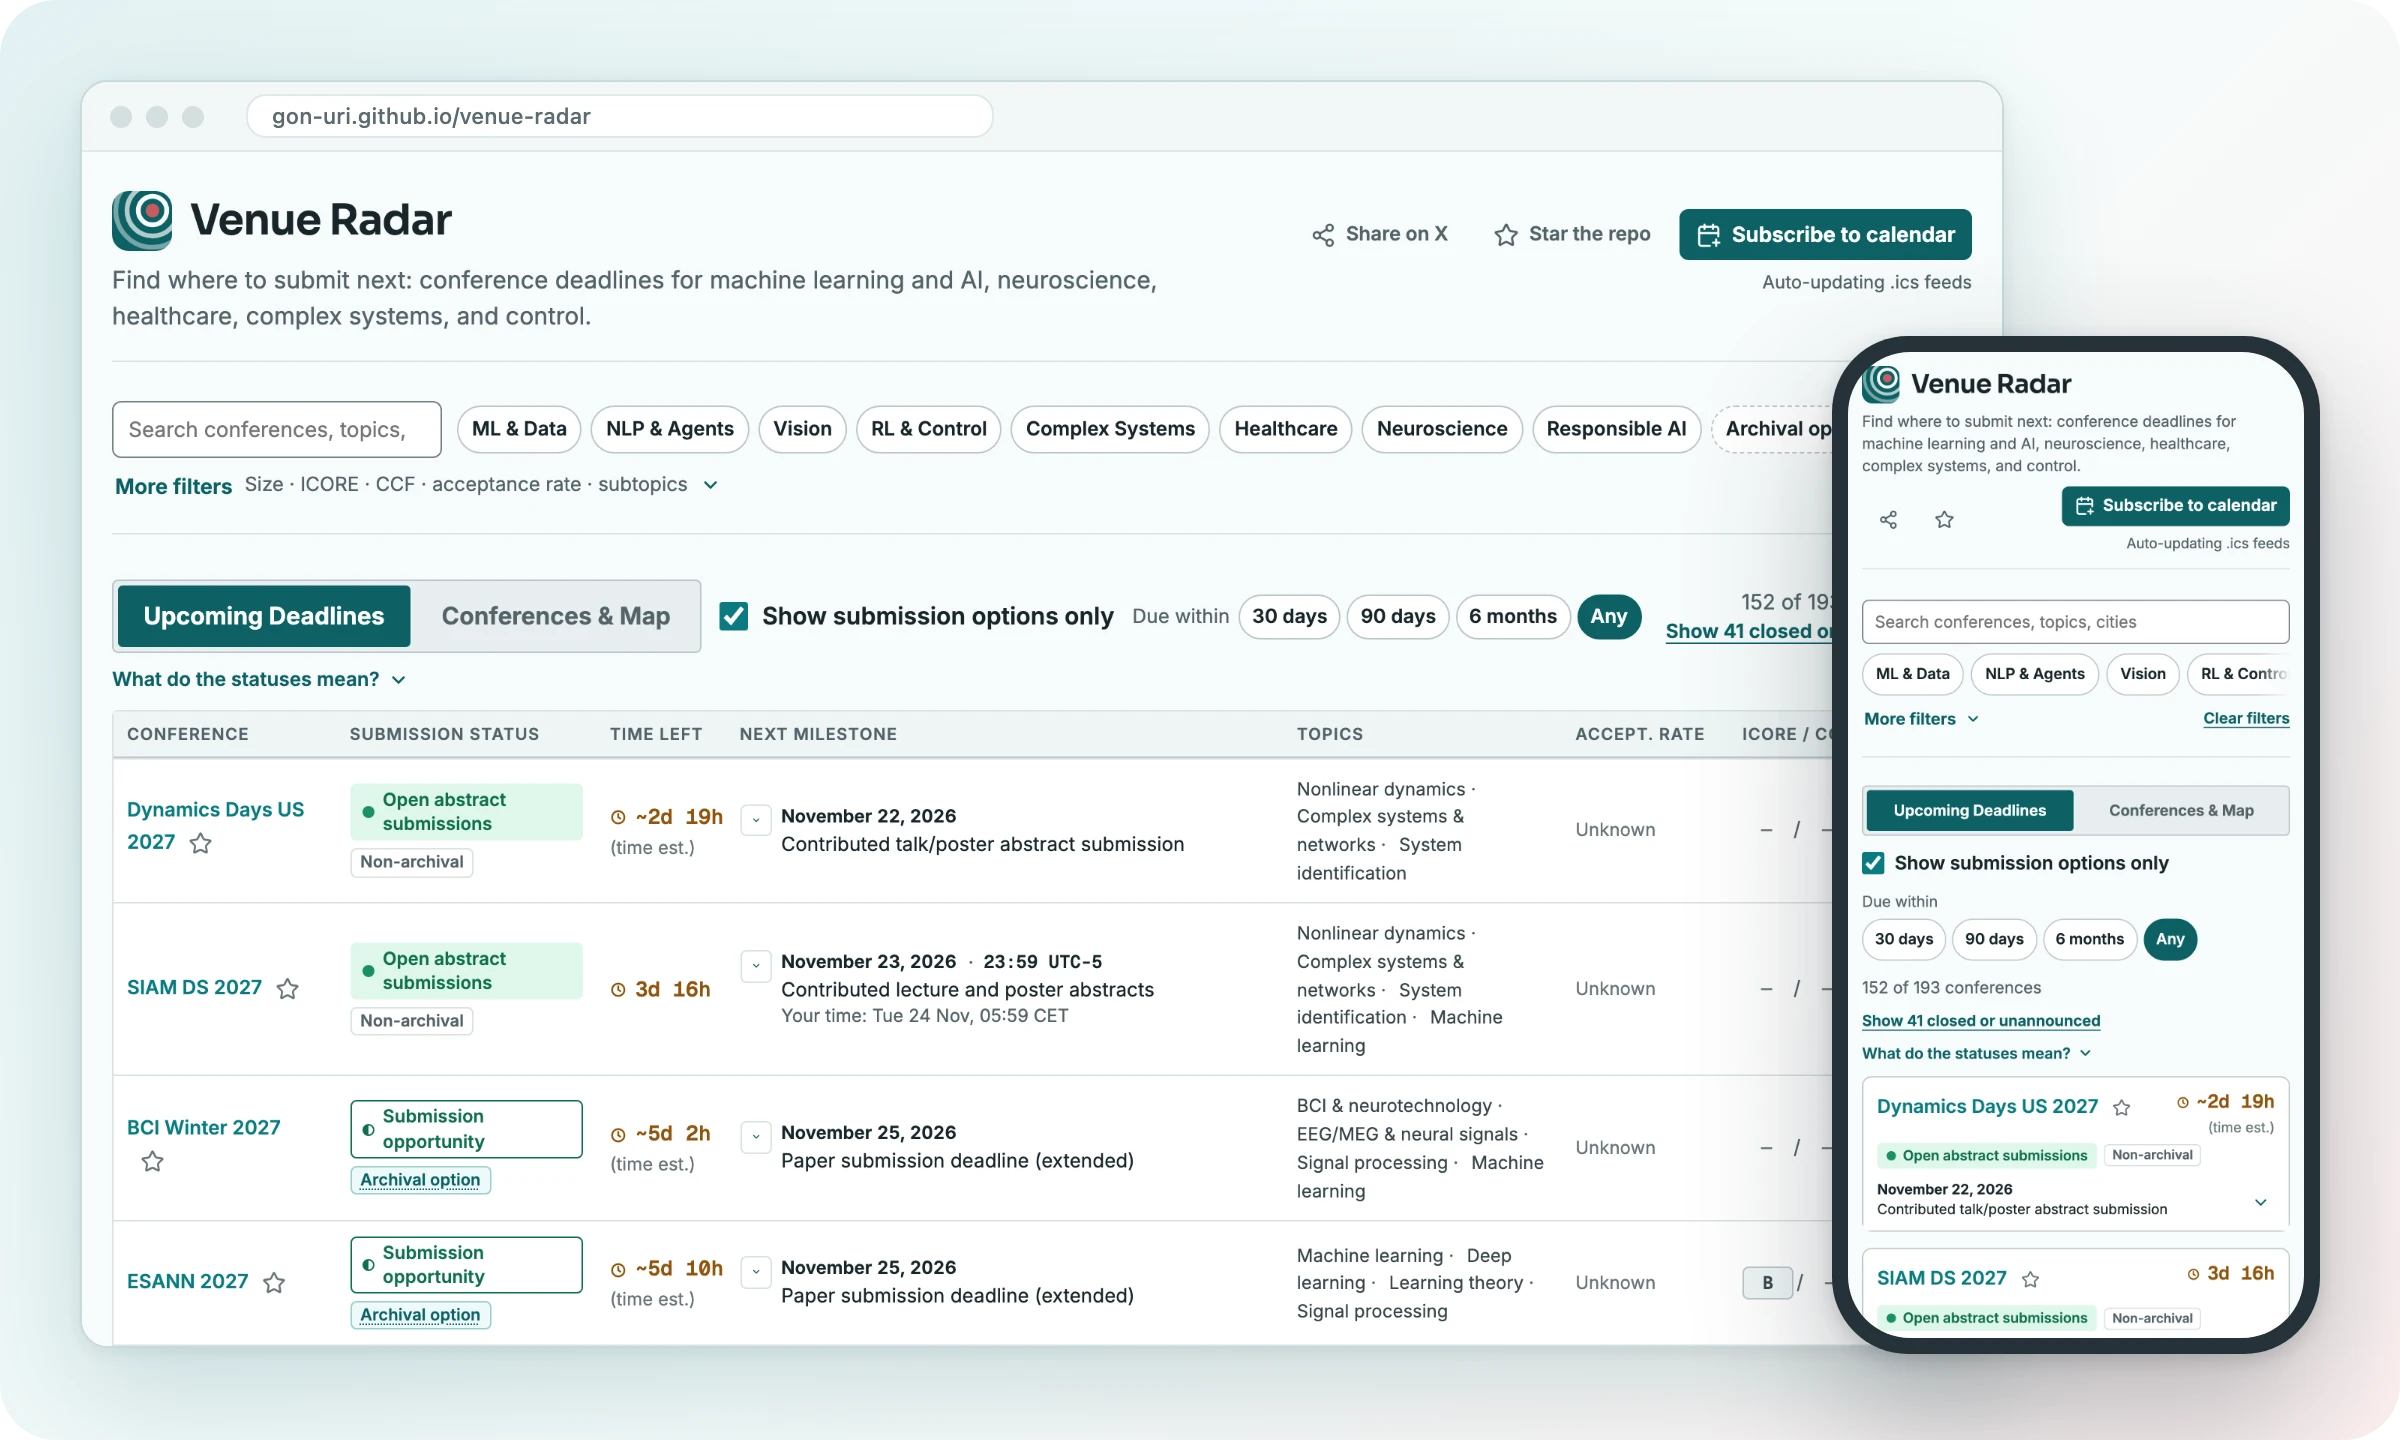 gon-uri.github.io/venue-radar
Venue Radar
Share on X
Star the repo
Subscribe to calendar
Auto-updating .ics feeds
Find where to submit next: conference deadlines for machine learning and AI, neuroscience,
healthcare, complex systems, and control.
Search conferences, topics,
ML & Data
NLP & Agents
Vision
RL & Control
Complex Systems
Healthcare
Neuroscience
Responsible AI
Archival op
More filters
Size · ICORE · CCF · acceptance rate · subtopics
Upcoming Deadlines
Conferences & Map
Show submission options only
Due within
30 days
90 days
6 months
Any
152 of 193
Show 41 closed or
What do the statuses mean?
CONFERENCE
SUBMISSION STATUS
TIME LEFT
NEXT MILESTONE
TOPICS
ACCEPT. RATE
ICORE / CC
Dynamics Days US
2027
Open abstract
submissions
Non-archival
~2d 19h
(time est.)
November 22, 2026
Contributed talk/poster abstract submission
Nonlinear dynamics ·
Complex systems &
networks · System
identification
Unknown
– / –
SIAM DS 2027
Open abstract
submissions
Non-archival
3d 16h
November 23, 2026 · 23:59 UTC-5
Contributed lecture and poster abstracts
Your time: Tue 24 Nov, 05:59 CET
Nonlinear dynamics ·
Complex systems &
networks · System
identification · Machine
learning
Unknown
– / –
BCI Winter 2027
Submission
opportunity
Archival option
~5d 2h
(time est.)
November 25, 2026
Paper submission deadline (extended)
BCI & neurotechnology ·
EEG/MEG & neural signals ·
Signal processing · Machine
learning
Unknown
– / –
ESANN 2027
Submission
opportunity
Archival option
~5d 10h
(time est.)
November 25, 2026
Paper submission deadline (extended)
Machine learning · Deep
learning · Learning theory ·
Signal processing
Unknown
B / –
Venue Radar
Find where to submit next: conference deadlines for
machine learning and AI, neuroscience, healthcare,
complex systems, and control.
Subscribe to calendar
Auto-updating .ics feeds
Search conferences, topics, cities
ML & Data
NLP & Agents
Vision
RL & Contro
More filters
Clear filters
Upcoming Deadlines
Conferences & Map
Show submission options only
Due within
30 days
90 days
6 months
Any
152 of 193 conferences
Show 41 closed or unannounced
What do the statuses mean?
Dynamics Days US 2027
~2d 19h
(time est.)
Open abstract submissions
Non-archival
November 22, 2026
Contributed talk/poster abstract submission
SIAM DS 2027
3d 16h
Open abstract submissions
Non-archival